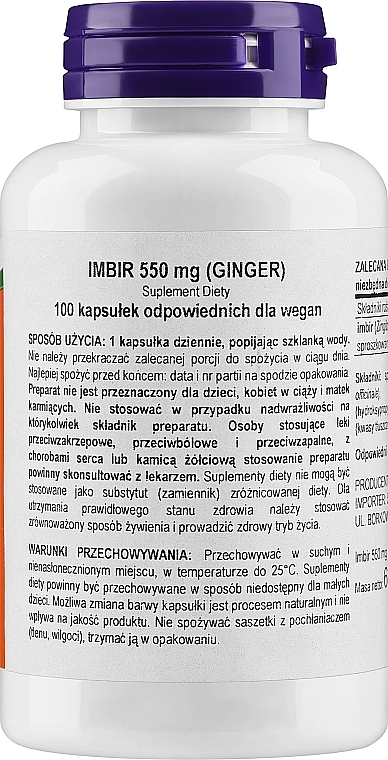 IMBIR 550 mg (GINGER)
Suplement Diety
100 kapsułek odpowiednich dla wegan
SPOSÓB UŻYCIA: 1 kapsułka dziennie, popijając szklanką wody.
Nie należy przekraczać zalecanej porcji do spożycia w ciągu dnia.
Najlepiej spożyć przed końcem: data i nr partii na spodzie opakowania.
Preparat nie jest przeznaczony dla dzieci, kobiet w ciąży i matek
karmiących. Nie stosować w przypadku nadwrażliwości na
którykolwiek składnik preparatu. Osoby stosujące leki
przeciwzakrzepowe, przeciwbólowe i przeciwzapalne, z
chorobami serca lub kamicą żółciową stosowanie preparatu
powinny skonsultować z lekarzem. Suplementy diety nie mogą być
stosowane jako substytut (zamiennik) zróżnicowanej diety. Dla
utrzymania prawidłowego stanu zdrowia należy stosować
zrównoważony sposób żywienia i prowadzić zdrowy tryb życia.
WARUNKI PRZECHOWYWANIA: Przechowywać w suchym i
nienasłonecznionym miejscu, w temperaturze do 25°C. Suplementy
diety powinny być przechowywane w sposób niedostępny dla małych
dzieci. Możliwa zmiana barwy kapsułki jest procesem naturalnym i nie
wpływa na jakość produktu. Nie spożywać saszetki z pochłaniaczem
(tlenu, wilgoci), trzymać ją w opakowaniu.
ZALECANA
niezbędna
Składniki
imbir
sproszkowany
Składniki:
officinale),
Odpowiedni
PRODUCENT
IMPORTER
UL.
Imbir 550 mg
Masa netto: